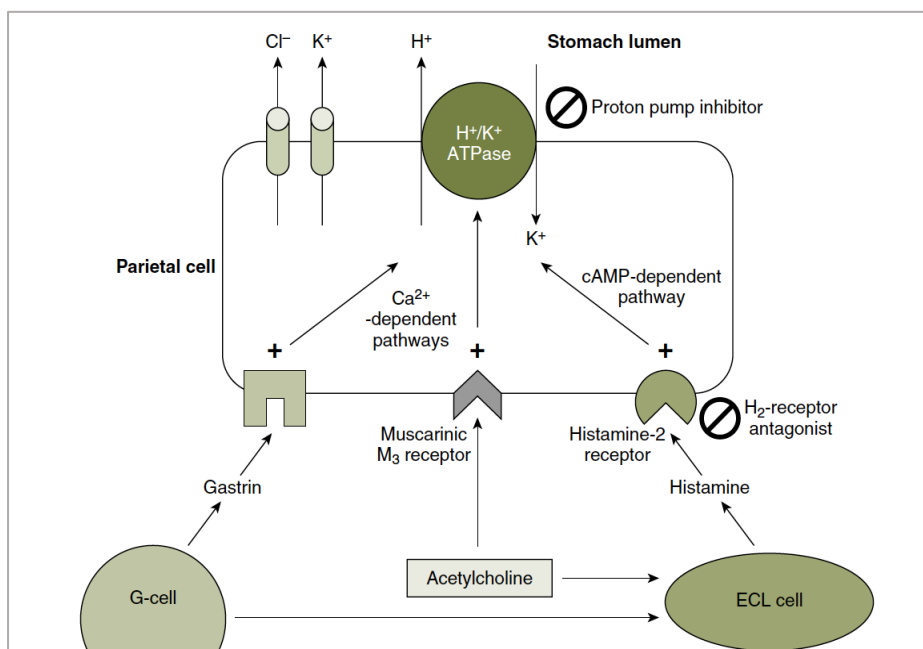 Cl⁻ K⁺ H⁺ Stomach lumen
Proton pump inhibitor
H⁺/K⁺
ATPase
K⁺
Parietal cell
cAMP-dependent
pathway
Ca²⁺
-dependent
pathways
+ + +
H₂-receptor
antagonist
Muscarinic
M₃ receptor
Histamine-2
receptor
Gastrin
Histamine
Acetylcholine
G-cell
ECL cell